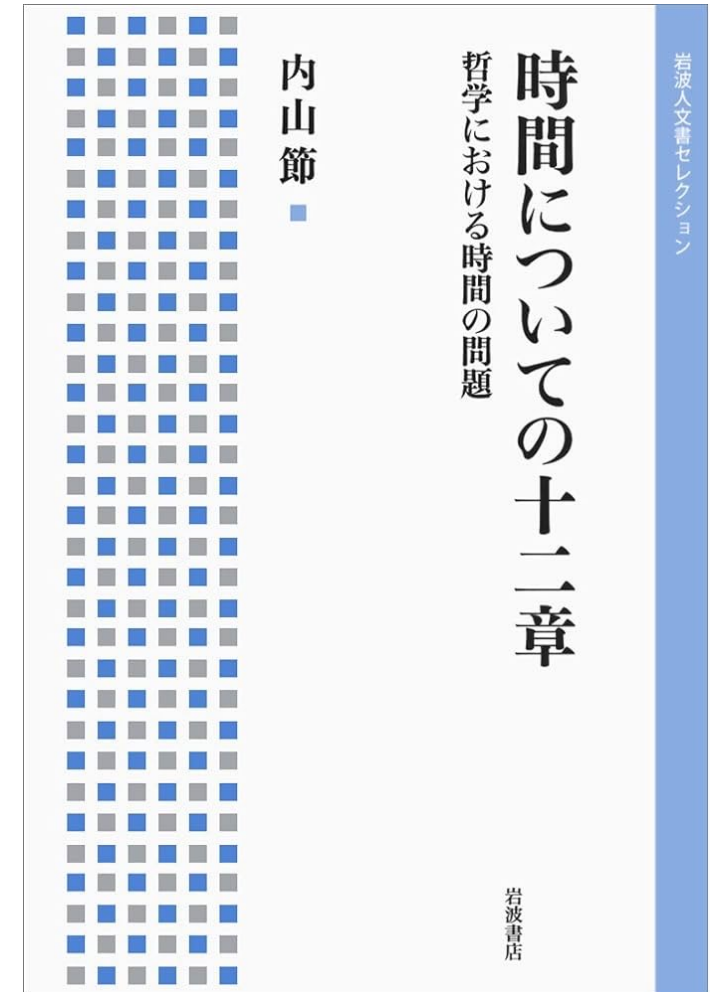 岩波人文書セレクション
時間についての十二章
哲学における時間の問題
内山節
岩波書店